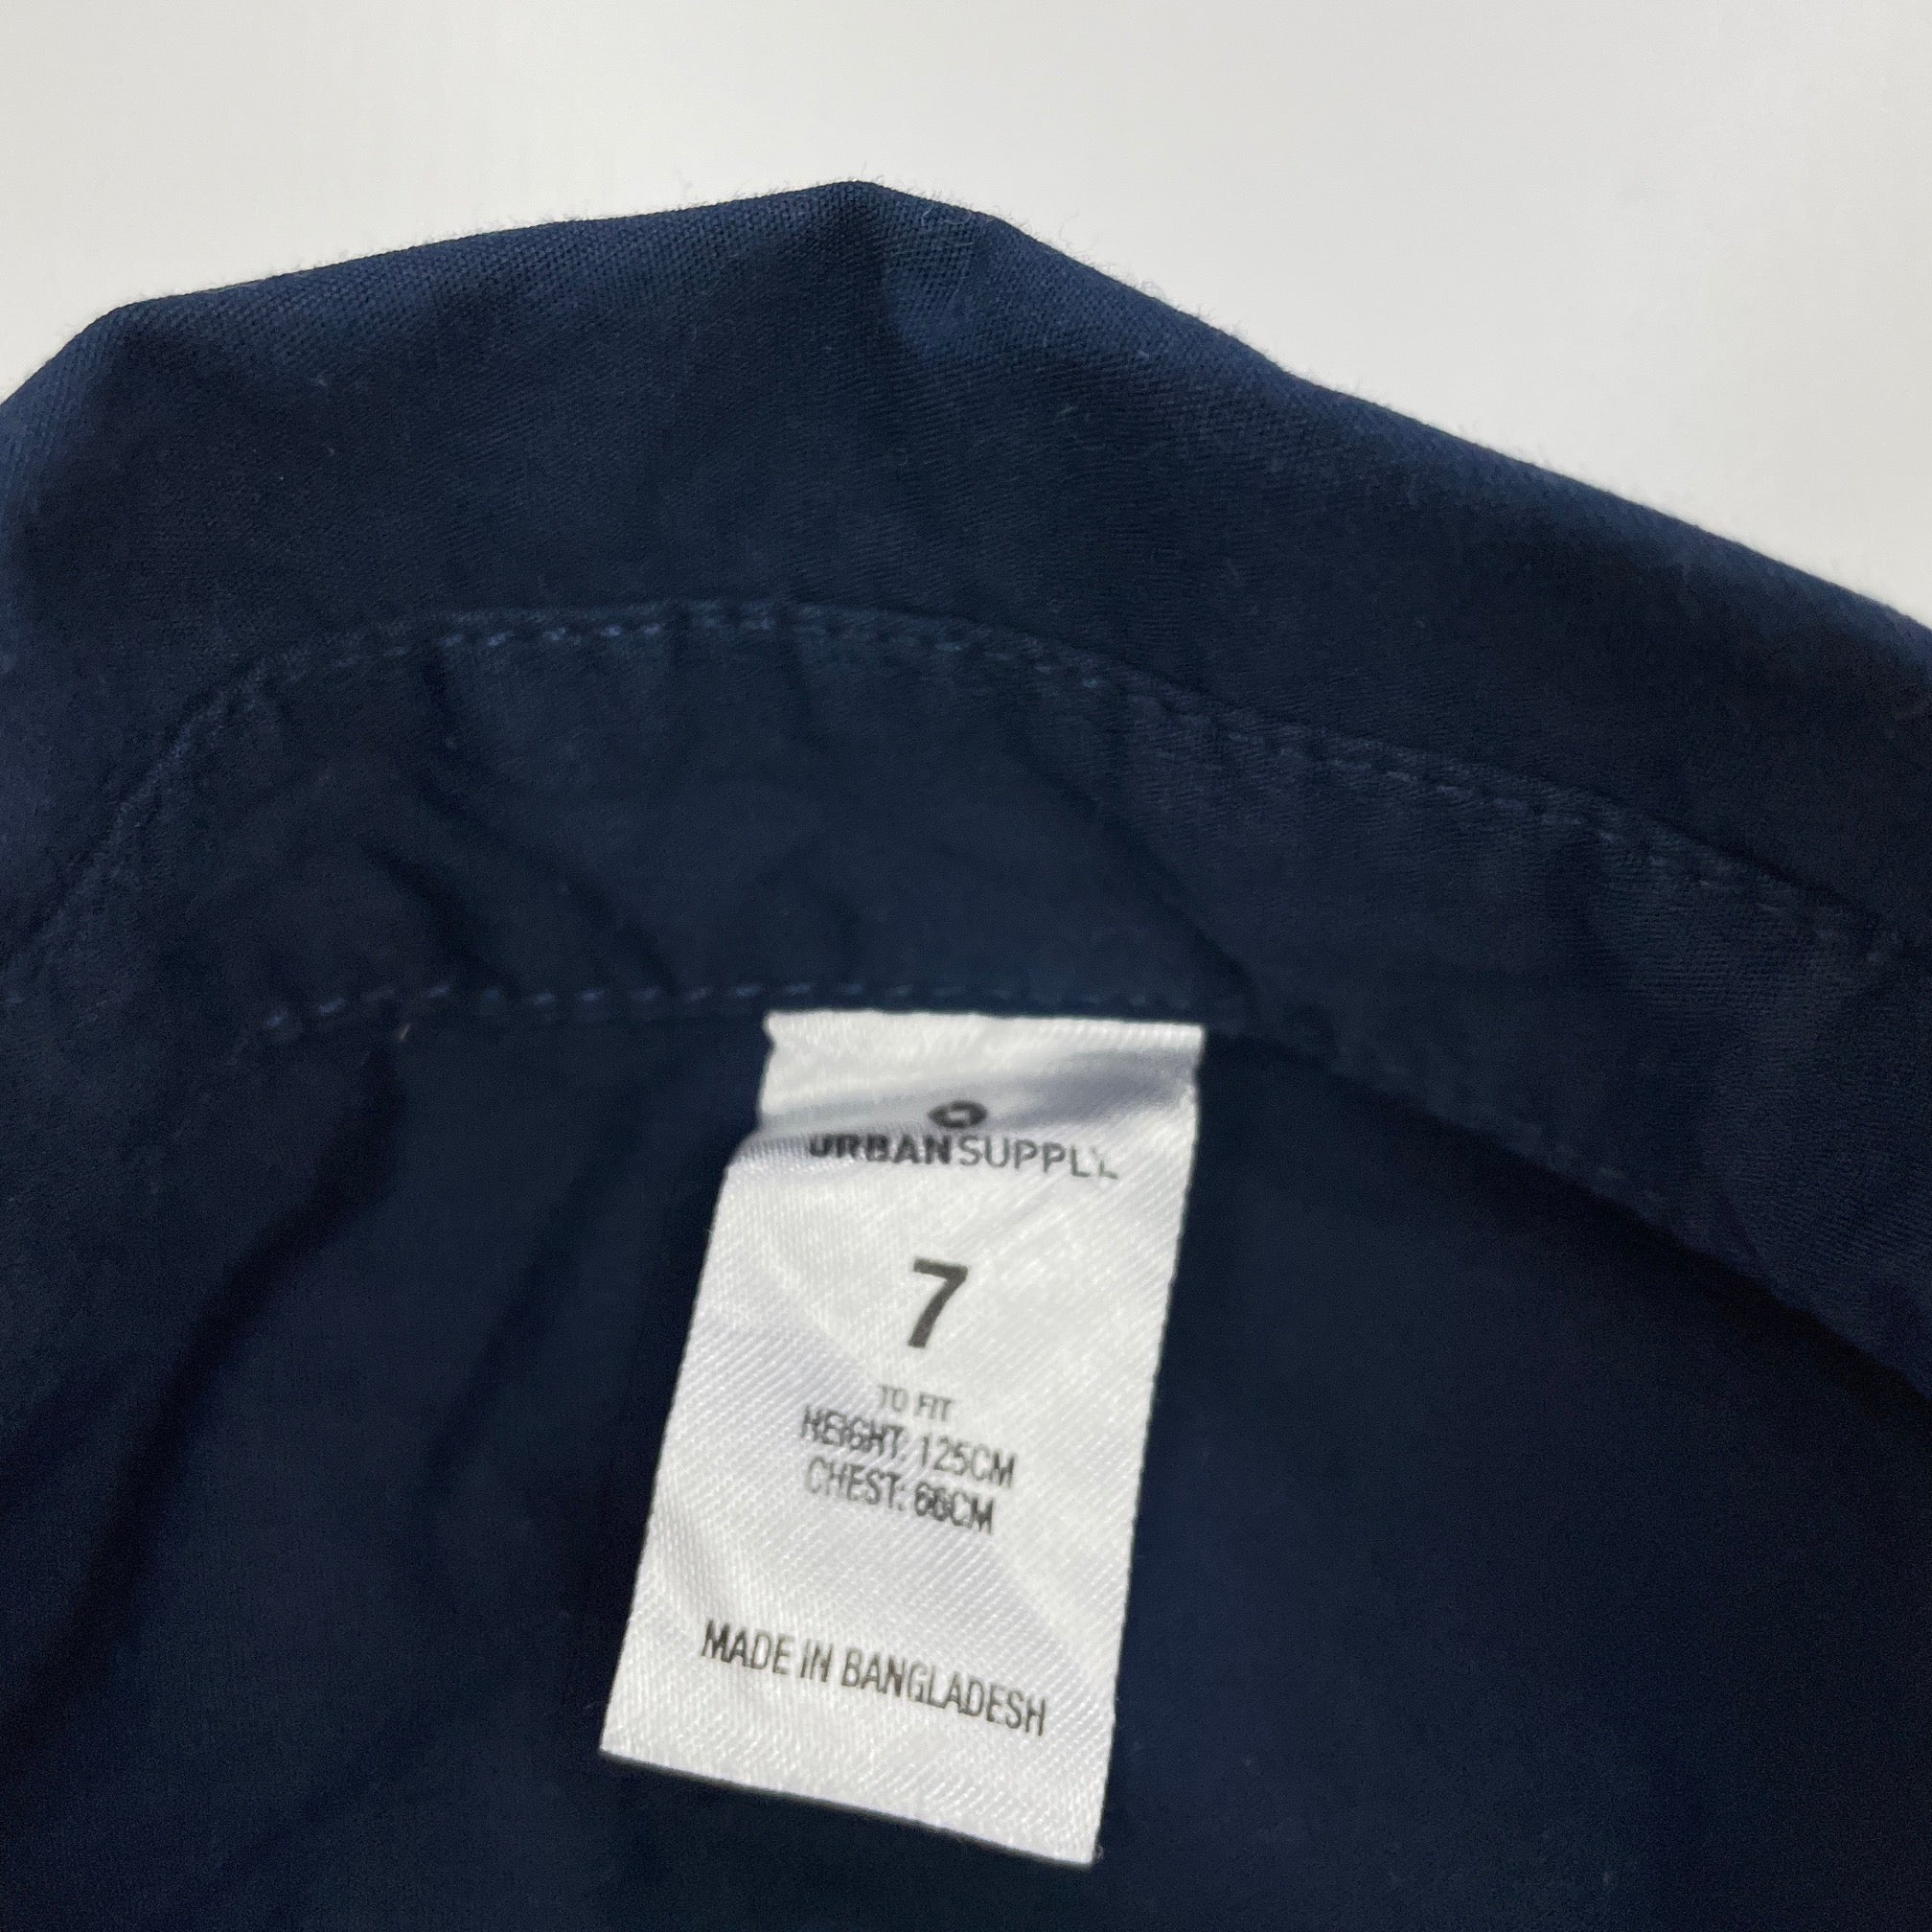 URBANSUPPLY
7
TO FIT
HEIGHT: 125CM
CHEST: 66CM
MADE IN BANGLADESH